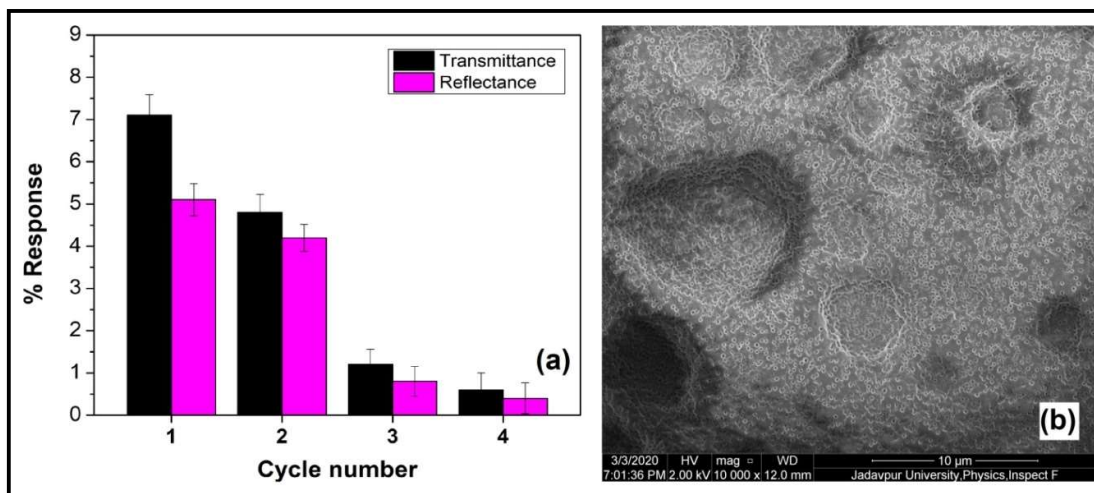 9
8
7
6
5
4
3
2
1
0
% Response
Transmittance
Reflectance
(a)
1 2 3 4
Cycle number
(b)
3/3/2020 HV mag □ WD 10 µm
7:01:36 PM 2.00 kV 10 000 x 12.0 mm Jadavpur University,Physics,Inspect F